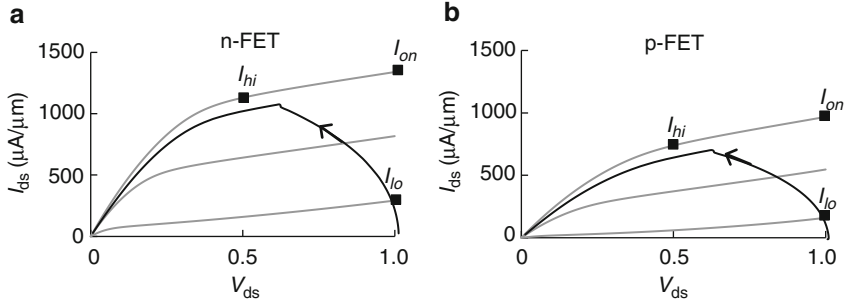 a
n-FET
1500
1000
500
0
I_ds (μA/μm)
I_hi
I_on
I_lo
0
0.5
1.0
V_ds
b
p-FET
1500
1000
500
0
I_ds (μA/μm)
I_hi
I_on
I_lo
0
0.5
1.0
V_ds